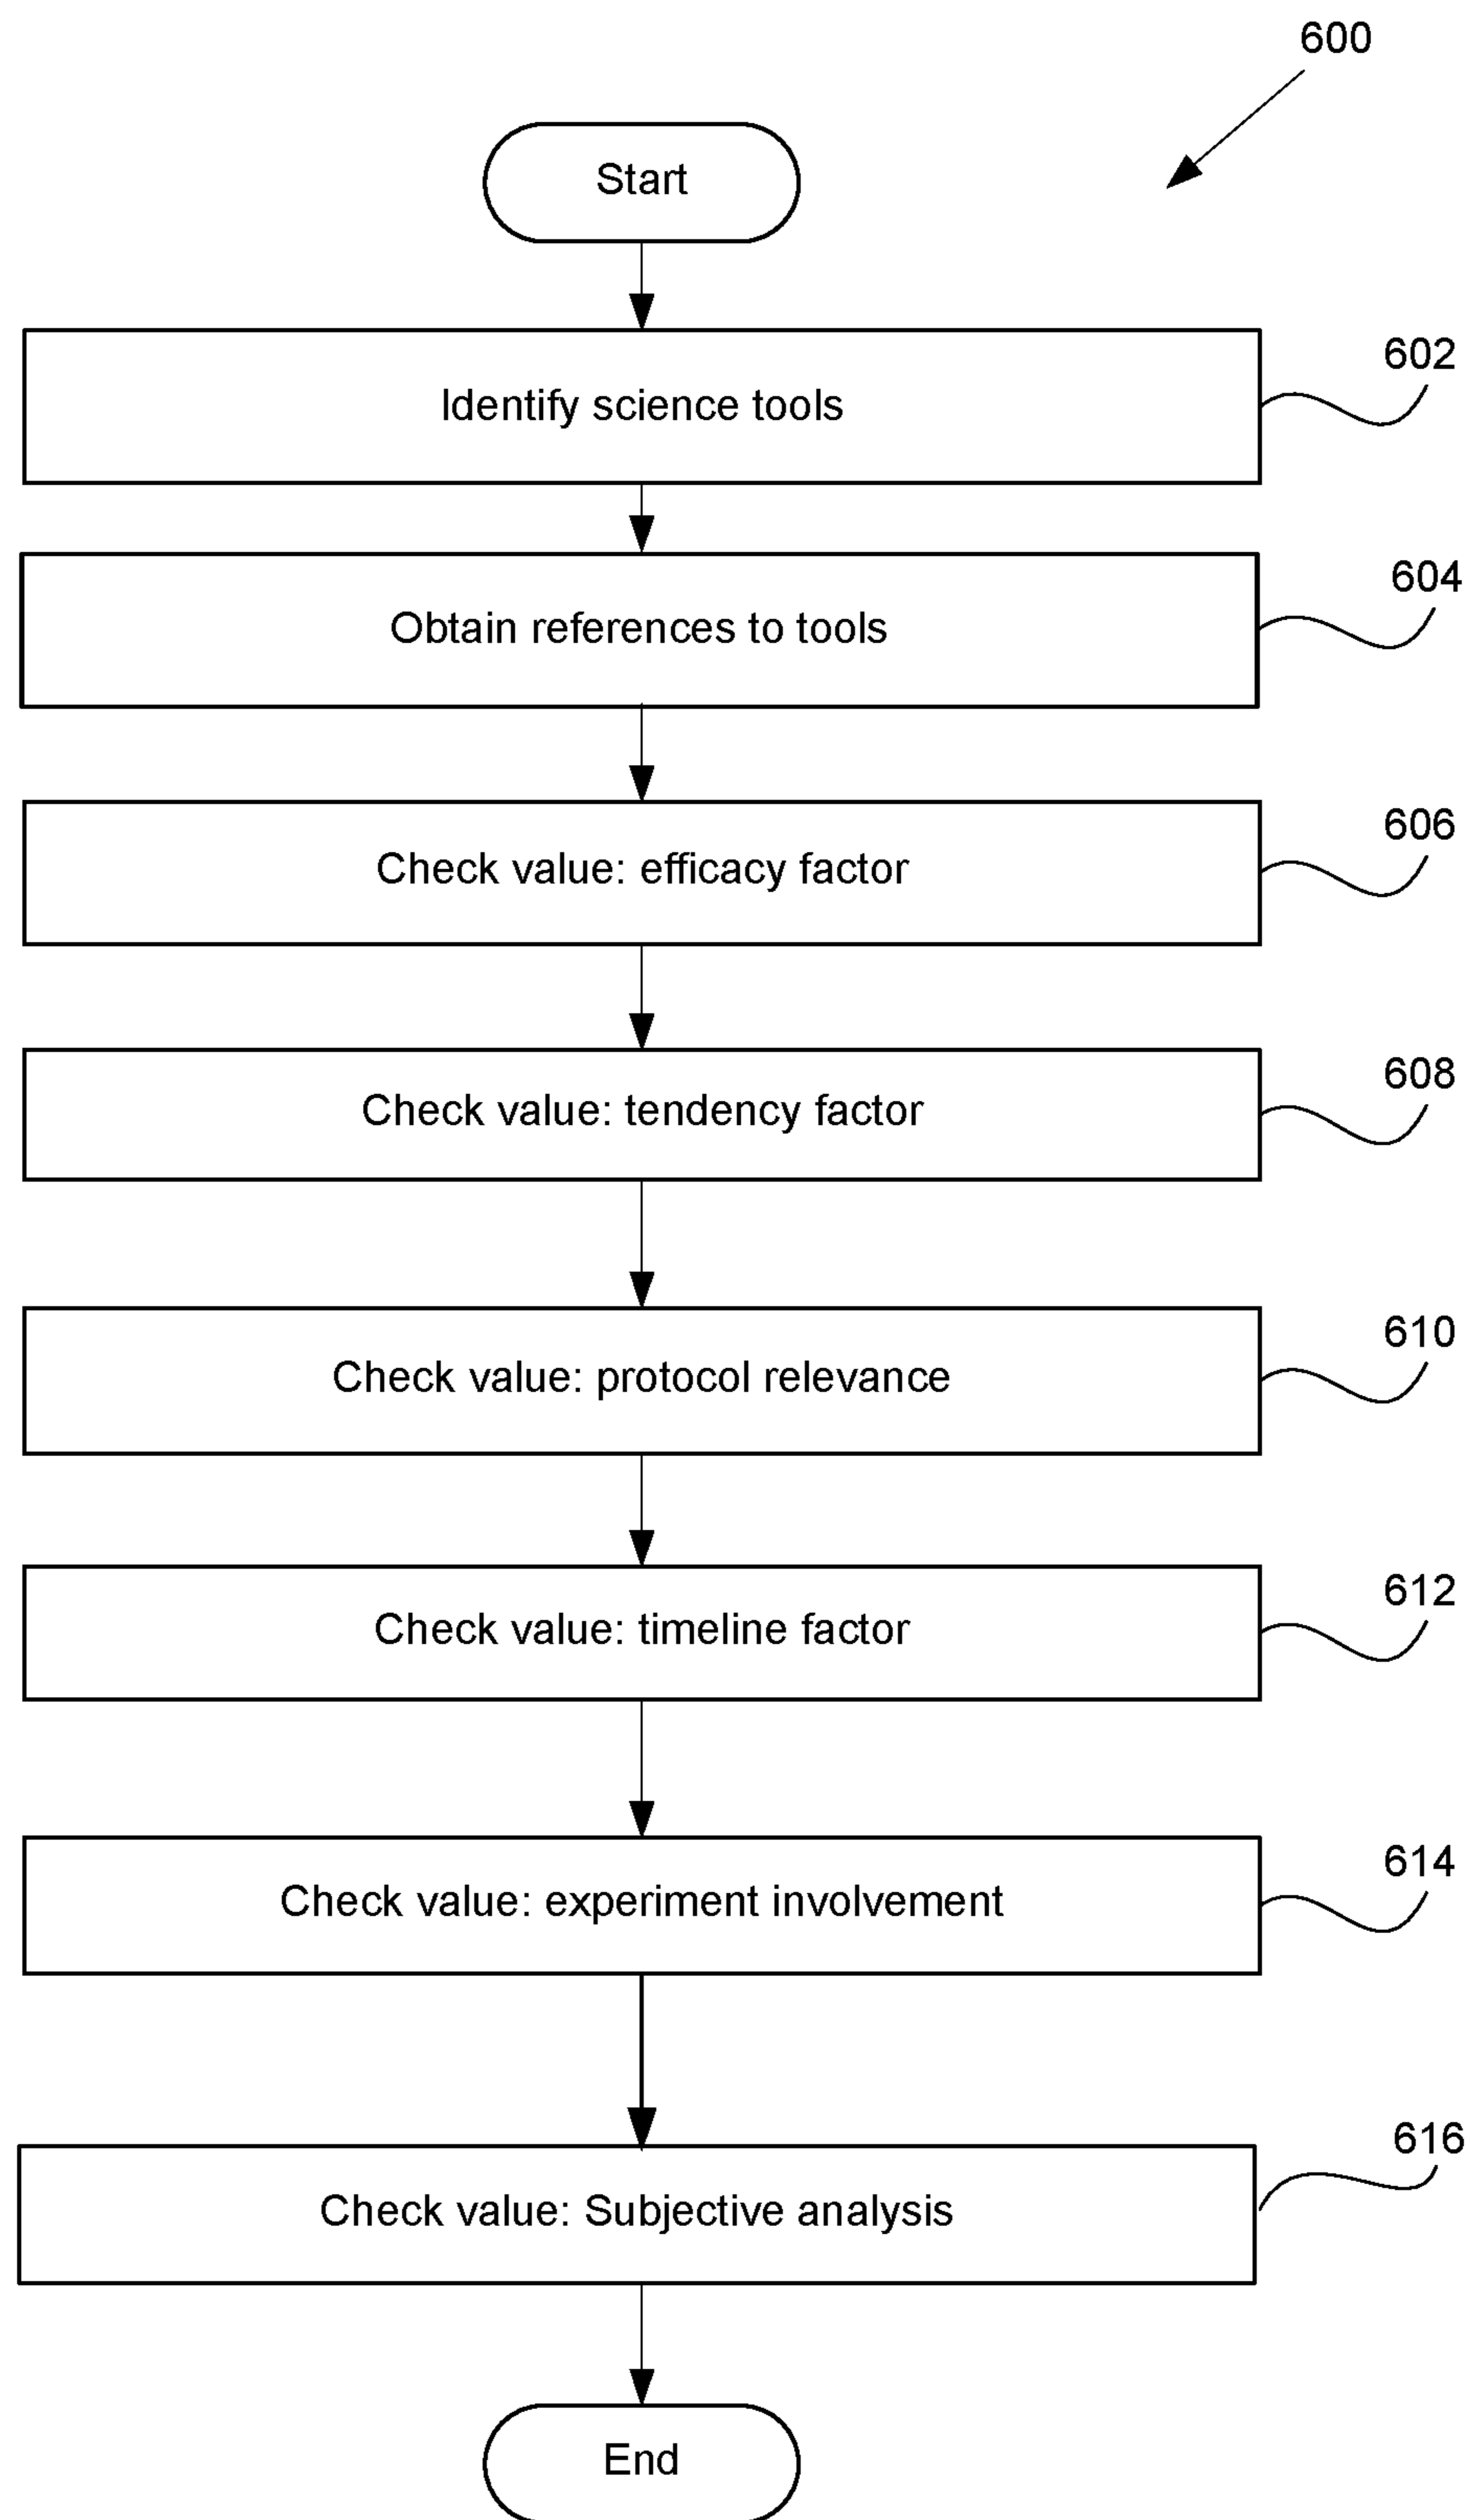 600
Start
602
Identify science tools
604
Obtain references to tools
606
Check value: efficacy factor
608
Check value: tendency factor
610
Check value: protocol relevance
612
Check value: timeline factor
614
Check value: experiment involvement
616
Check value: Subjective analysis
End